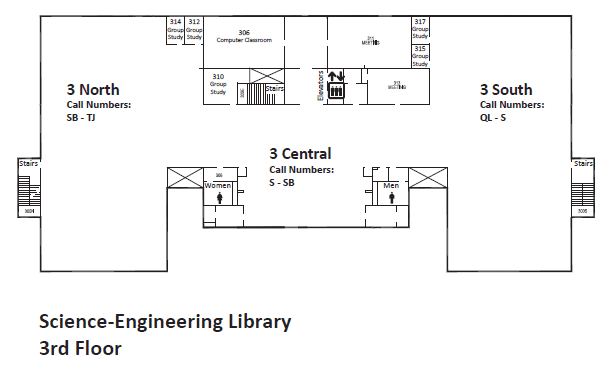 314
Group
Study
312
Group
Study
306
Computer Classroom
311
MEETING
317
Group
Study
315
Group
Study
310
Group
Study
Stairs
Elevators
313
MEETING
3 North
Call Numbers:
SB - TJ
3 South
Call Numbers:
QL - S
3 Central
Call Numbers:
S - SB
Stairs
Women
Men
Stairs
Science-Engineering Library
3rd Floor